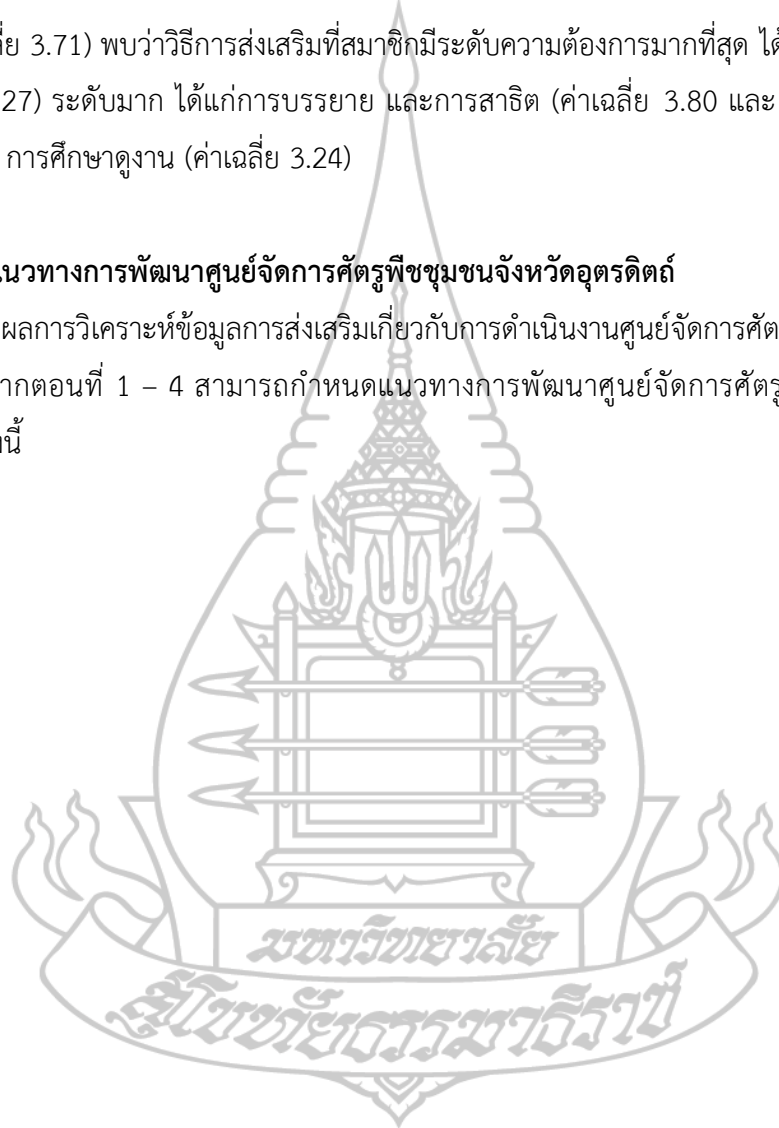 ลี่ย 3.71) พบว่าวิธีการส่งเสริมที่สมาชิกมีระดับความต้องการมากที่สุด ได้
27) ระดับมาก ได้แก่การบรรยาย และการสาธิต (ค่าเฉลี่ย 3.80 และ
การศึกษาดูงาน (ค่าเฉลี่ย 3.24)
แนวทางการพัฒนาศูนย์จัดการศัตรูพืชชุมชนจังหวัดอุตรดิตถ์
ผลการวิเคราะห์ข้อมูลการส่งเสริมเกี่ยวกับการดำเนินงานศูนย์จัดการศัต
ากตอนที่ 1 – 4 สามารถกำหนดแนวทางการพัฒนาศูนย์จัดการศัตรู
นี้
มหาวิทยาลัย
สุโขทัยธรรมาธิราช